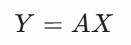 Y = AX